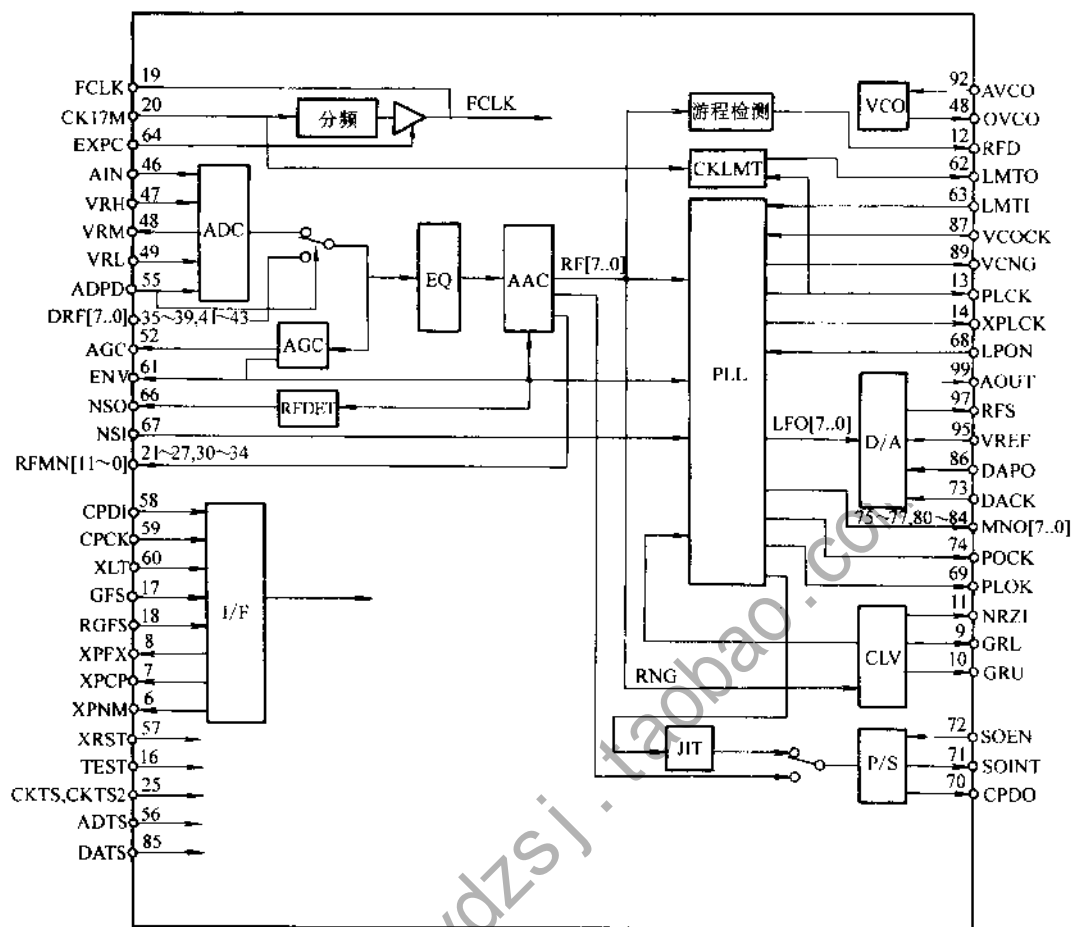 FCLK 19
CK17M 20
EXPC 64
AIN 46
VRH 47
VRM 48
VRL 49
ADPD 55
DRF[7..0] 35~39,41~43
AGC 52
ENV 61
NSO 66
NSI 67
RFMN[11~0] 21~27,30~34
CPDI 58
CPCK 59
XLT 60
GFS 17
RGFS 18
XPFX 8
XPCP 7
XPNM 6
XRST 57
TEST 16
CKTS,CKTS2 25
ADTS 56
DATS 85
分频
FCLK
ADC
AGC
RFDET
EQ
AAC
RF[7..0]
I/F
游程检测
CKLMT
PLL
VCO
LFO[7..0]
D/A
RNG
CLV
JIT
P/S
92 AVCO
48 OVCO
12 RFD
62 LMTO
63 LMTI
87 VCOCK
89 VCNG
13 PLCK
14 XPLCK
68 LPON
99 AOUT
97 RFS
95 VREF
86 DAPO
73 DACK
75~77,80~84 MNO[7..0]
74 POCK
69 PLOK
11 NRZI
9 GRL
10 GRU
72 SOEN
71 SOINT
70 CPDO
ydzsj.taobao.com